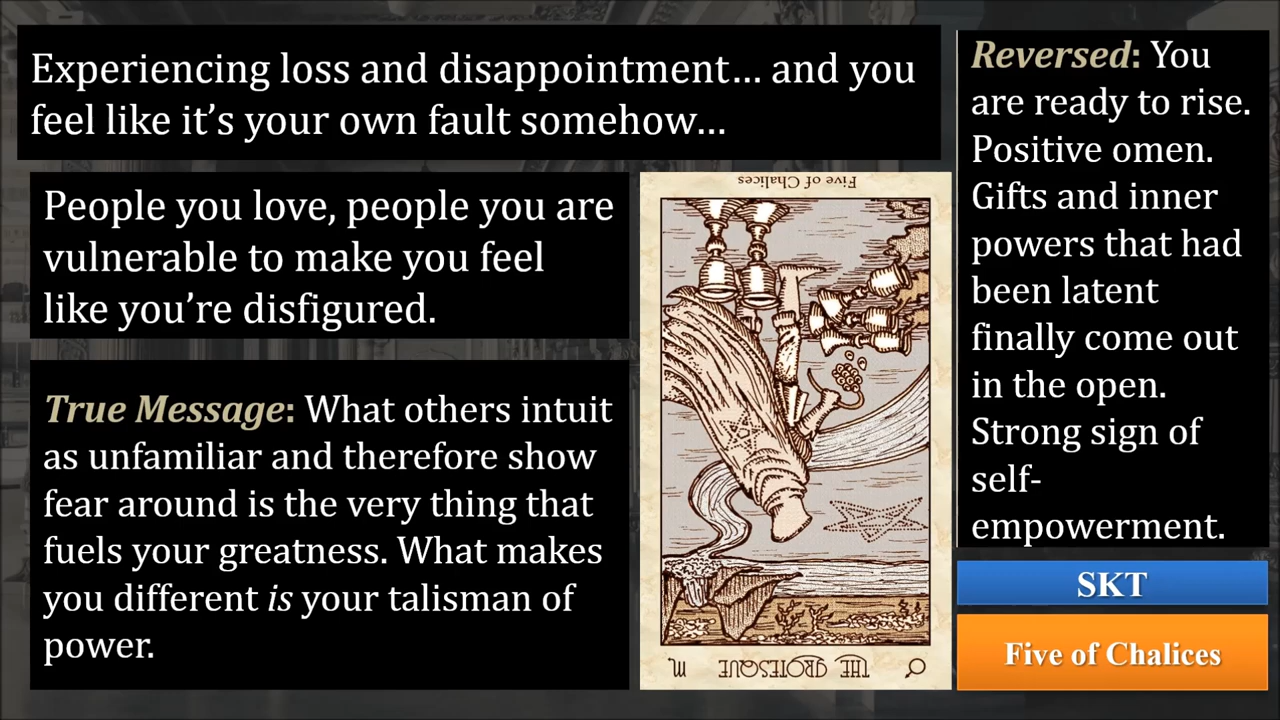 Experiencing loss and disappointment… and you
feel like it’s your own fault somehow…
People you love, people you are
vulnerable to make you feel
like you’re disfigured.
True Message: What others intuit
as unfamiliar and therefore show
fear around is the very thing that
fuels your greatness. What makes
you different is your talisman of
power.
Five of Chalices
♂ THE GROTESQUE ♏
Reversed: You
are ready to rise.
Positive omen.
Gifts and inner
powers that had
been latent
finally come out
in the open.
Strong sign of
self-
empowerment.
SKT
Five of Chalices